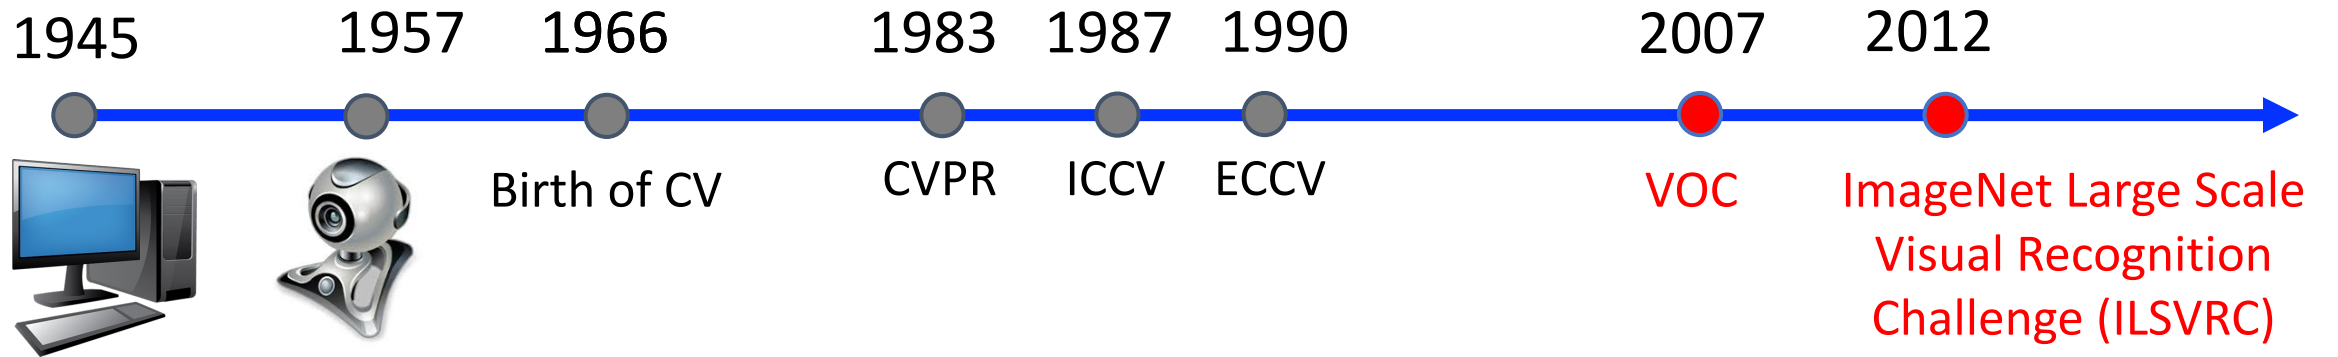 1945 1957 1966 1983 1987 1990 2007 2012
Birth of CV CVPR ICCV ECCV VOC ImageNet Large Scale
Visual Recognition
Challenge (ILSVRC)